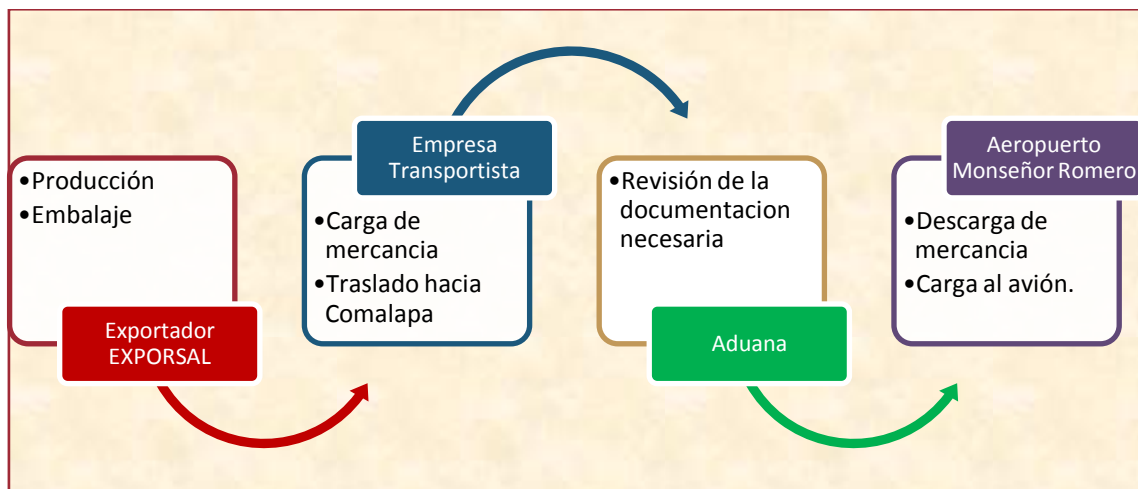 •Producción
•Embalaje
Exportador
EXPORSAL
Empresa
Transportista
•Carga de
mercancia
•Traslado hacia
Comalapa
•Revisión de la
documentacion
necesaria
Aduana
Aeropuerto
Monseñor Romero
•Descarga de
mercancia
•Carga al avión.